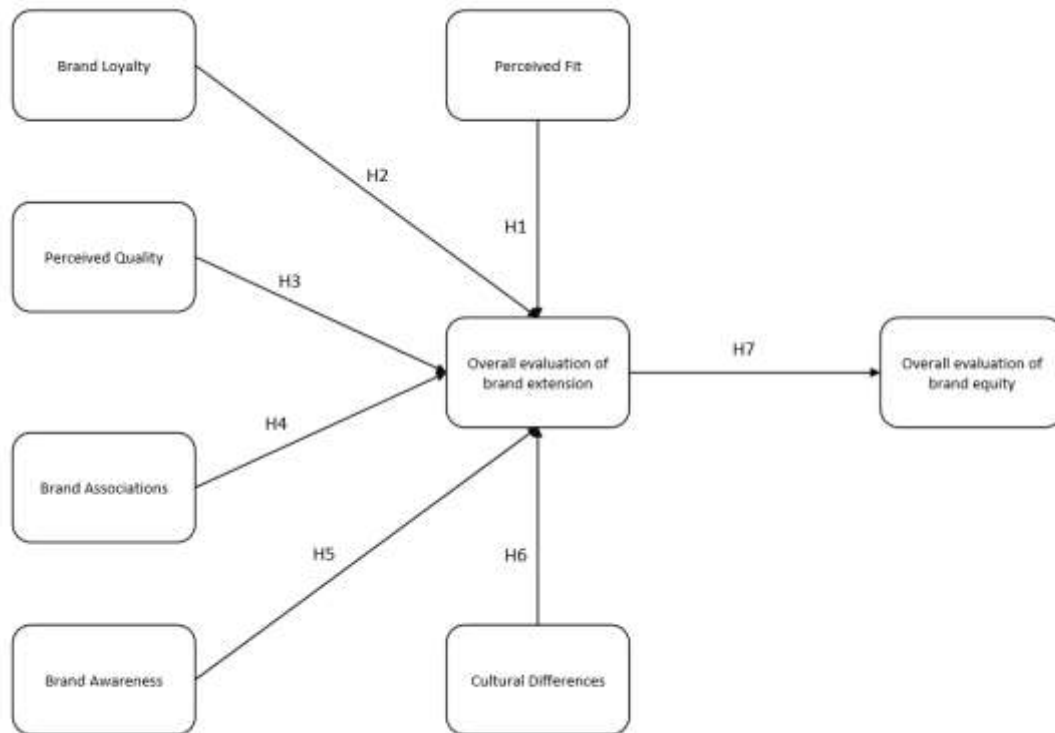 Brand Loyalty
Perceived Fit
H2
H1
Perceived Quality
H3
Overall evaluation of
brand extension
H7
Overall evaluation of
brand equity
H4
Brand Associations
H5
H6
Brand Awareness
Cultural Differences